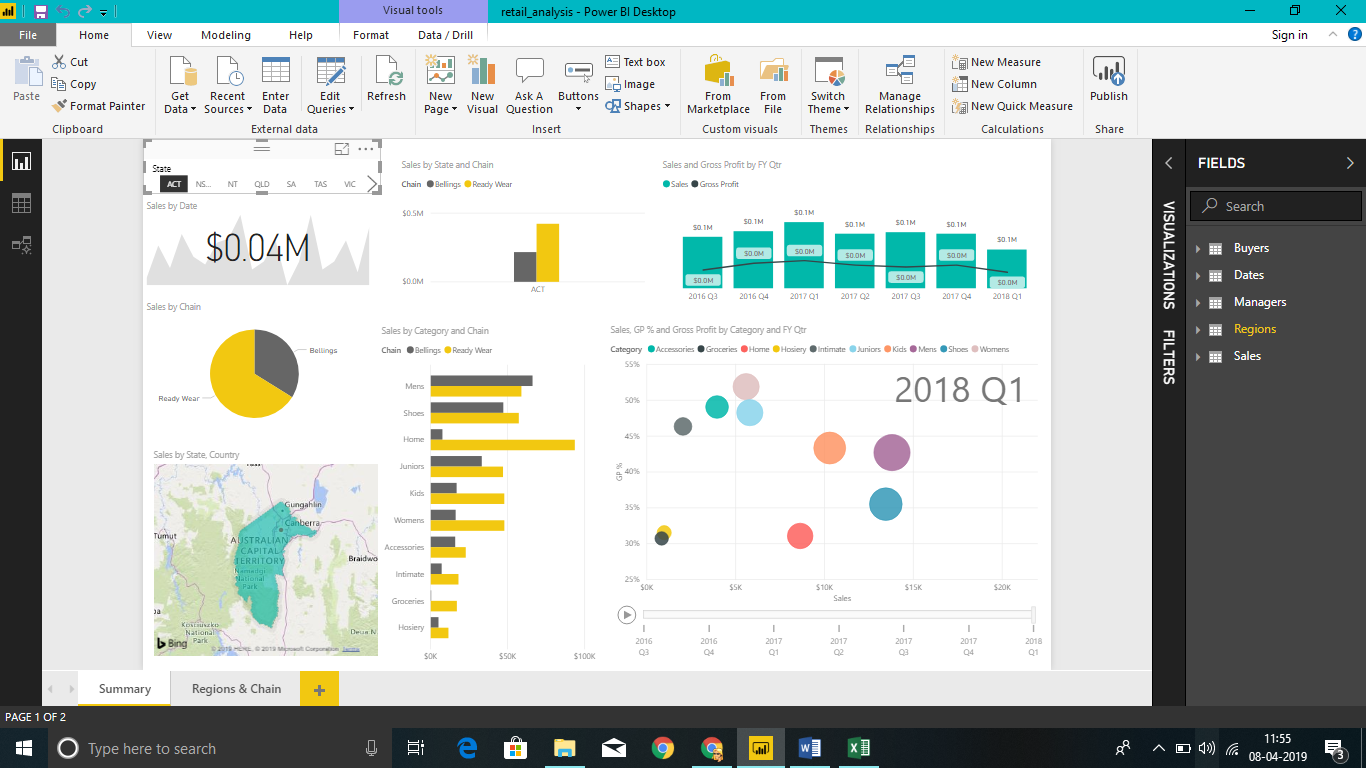 Visual tools
retail_analysis - Power BI Desktop
File Home View Modeling Help Format Data / Drill Sign in
Paste
Cut
Copy
Format Painter
Clipboard
Get Data
Recent Sources
Enter Data
Edit Queries
Refresh
External data
New Page
New Visual
Ask A Question
Buttons
Text box
Image
Shapes
Insert
From Marketplace
From File
Custom visuals
Switch Theme
Themes
Manage Relationships
Relationships
New Measure
New Column
New Quick Measure
Calculations
Publish
Share
State
ACT NS... NT QLD SA TAS VIC
Sales by Date
$0.04M
Sales by Chain
Bellings
Ready Wear
Sales by State, Country
Gungahlin
Canberra
Tumut
AUSTRALIAN
CAPITAL
TERRITORY
Namadgi
National
Park
Braidwo
Kosciuszko
National
Park
Bing
Sales by State and Chain
Chain Bellings Ready Wear
$0.5M
$0.0M
ACT
Sales and Gross Profit by FY Qtr
Sales Gross Profit
$0.1M $0.1M $0.1M $0.1M $0.1M $0.1M $0.1M
$0.0M $0.0M $0.0M $0.0M $0.0M $0.0M $0.0M
2016 Q3 2016 Q4 2017 Q1 2017 Q2 2017 Q3 2017 Q4 2018 Q1
Sales by Category and Chain
Chain Bellings Ready Wear
Mens
Shoes
Home
Juniors
Kids
Womens
Accessories
Intimate
Groceries
Hosiery
$0K $50K $100K
Sales, GP % and Gross Profit by Category and FY Qtr
Category Accessories Groceries Home Hosiery Intimate Juniors Kids Mens Shoes Womens
2018 Q1
55%
50%
45%
40%
35%
30%
25%
GP %
$0K $5K $10K $15K $20K
Sales
2016 2016 2017 2017 2017 2017 2018
Q3 Q4 Q1 Q2 Q3 Q4 Q1
VISUALIZATIONS
FILTERS
FIELDS
Search
Buyers
Dates
Managers
Regions
Sales
Summary Regions & Chain
PAGE 1 OF 2
Type here to search
11:55
08-04-2019
3